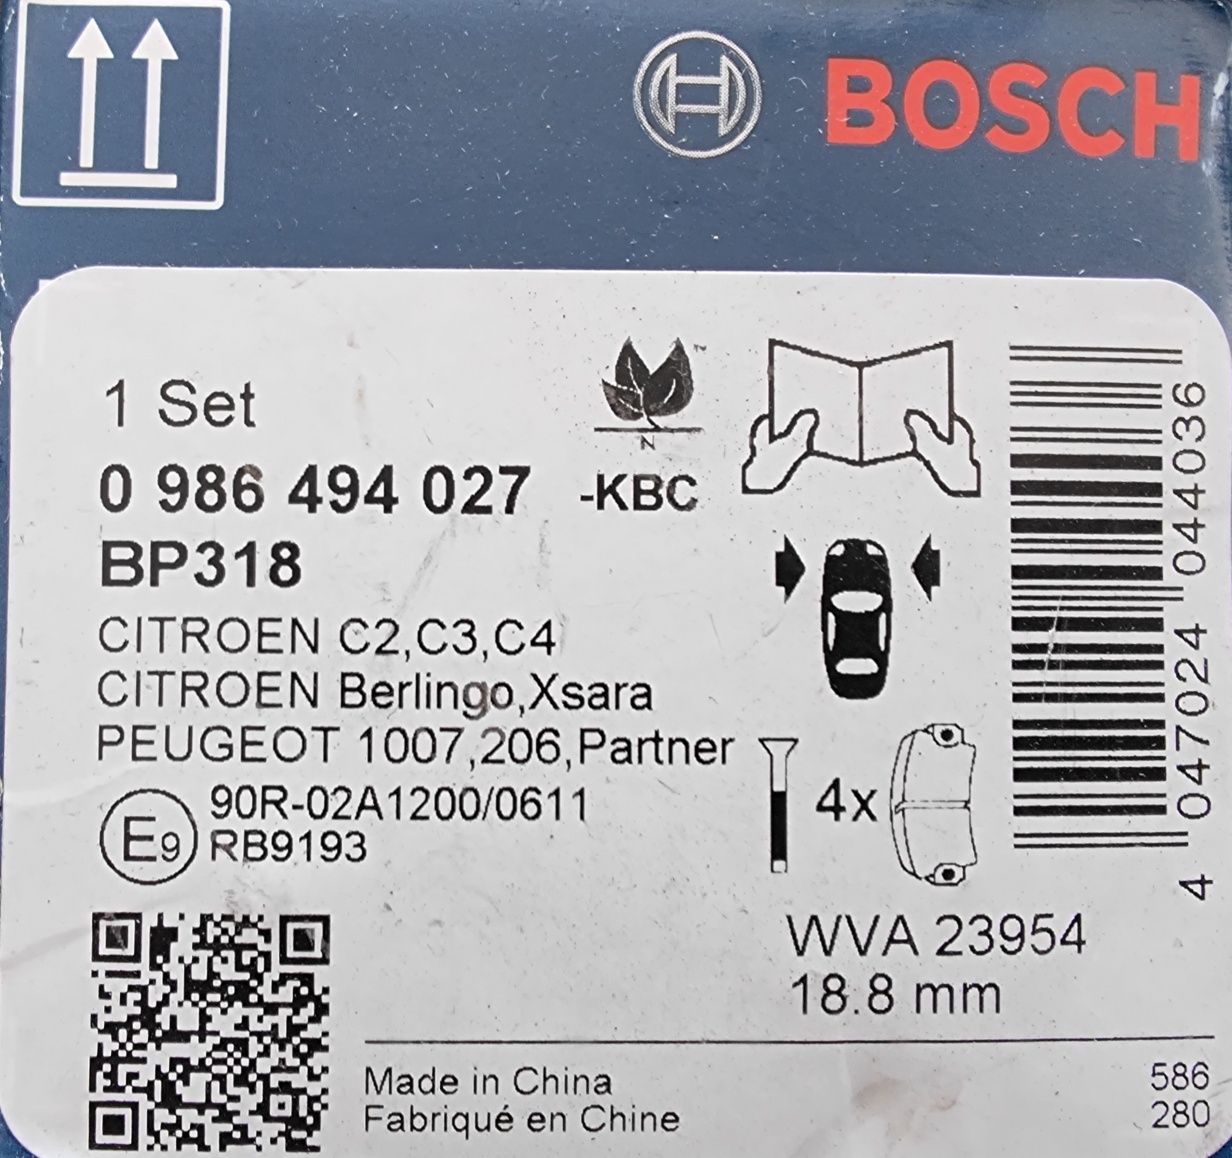 BOSCH
1 Set
0 986 494 027 -KBC
BP318
CITROEN C2,C3,C4
CITROEN Berlingo,Xsara
PEUGEOT 1007,206,Partner
E9
90R-02A1200/0611
RB9193
4x
WVA 23954
18.8 mm
Made in China
Fabriqué en Chine
586
280
4 047024 044036
N
TM